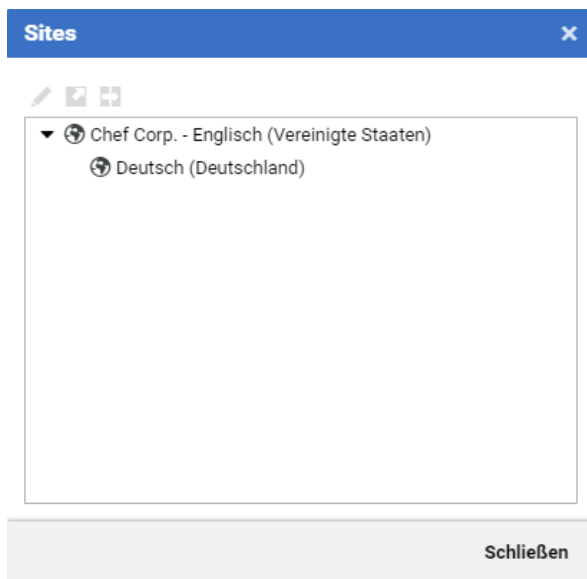 Sites
Chef Corp. - Englisch (Vereinigte Staaten)
Deutsch (Deutschland)
Schließen